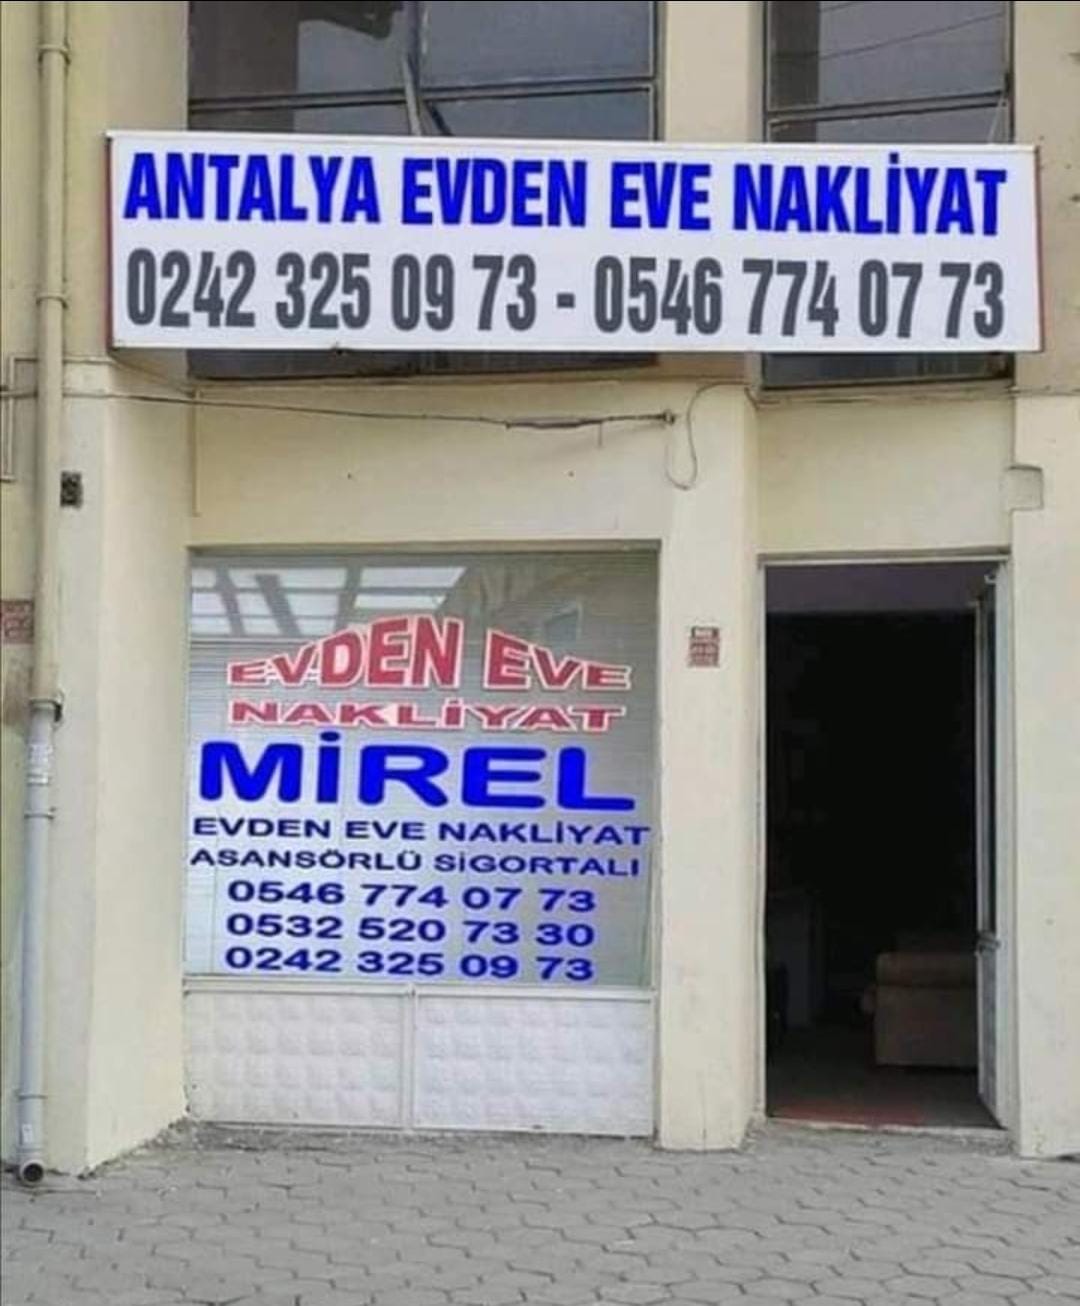 ANTALYA EVDEN EVE NAKLİYAT
0242 325 09 73 - 0546 774 07 73
EVDEN EVE
NAKLİYAT
MİREL
EVDEN EVE NAKLİYAT
ASANSÖRLÜ SİGORTALI
0546 774 07 73
0532 520 73 30
0242 325 09 73